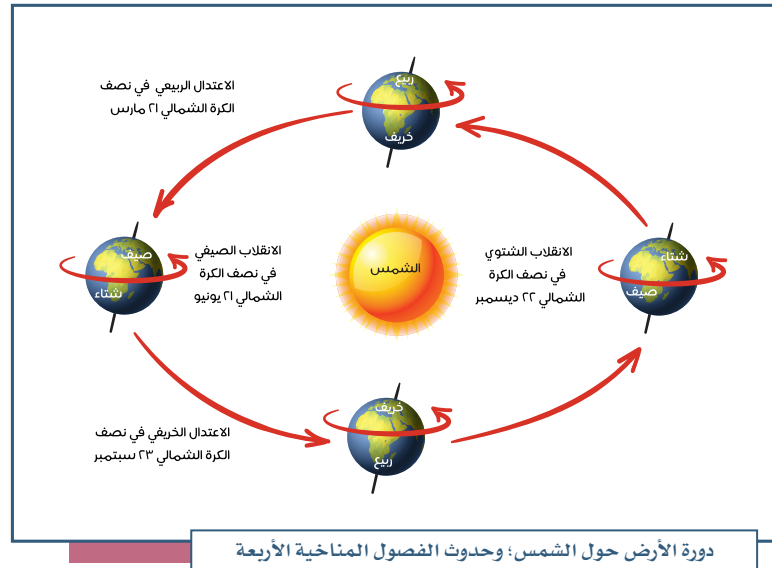 ربيع
خريف
الاعتدال الربيعي في نصف
الكرة الشمالي ٢١ مارس
شتاء
صيف
الانقلاب الشتوي
في نصف الكرة
الشمالي ٢٢ ديسمبر
الشمس
الانقلاب الصيفي
في نصف الكرة
الشمالي ٢١ يونيو
صيف
شتاء
خريف
ربيع
الاعتدال الخريفي في نصف
الكرة الشمالي ٢٣ سبتمبر
دورة الأرض حول الشمس؛ وحدوث الفصول المناخية الأربعة